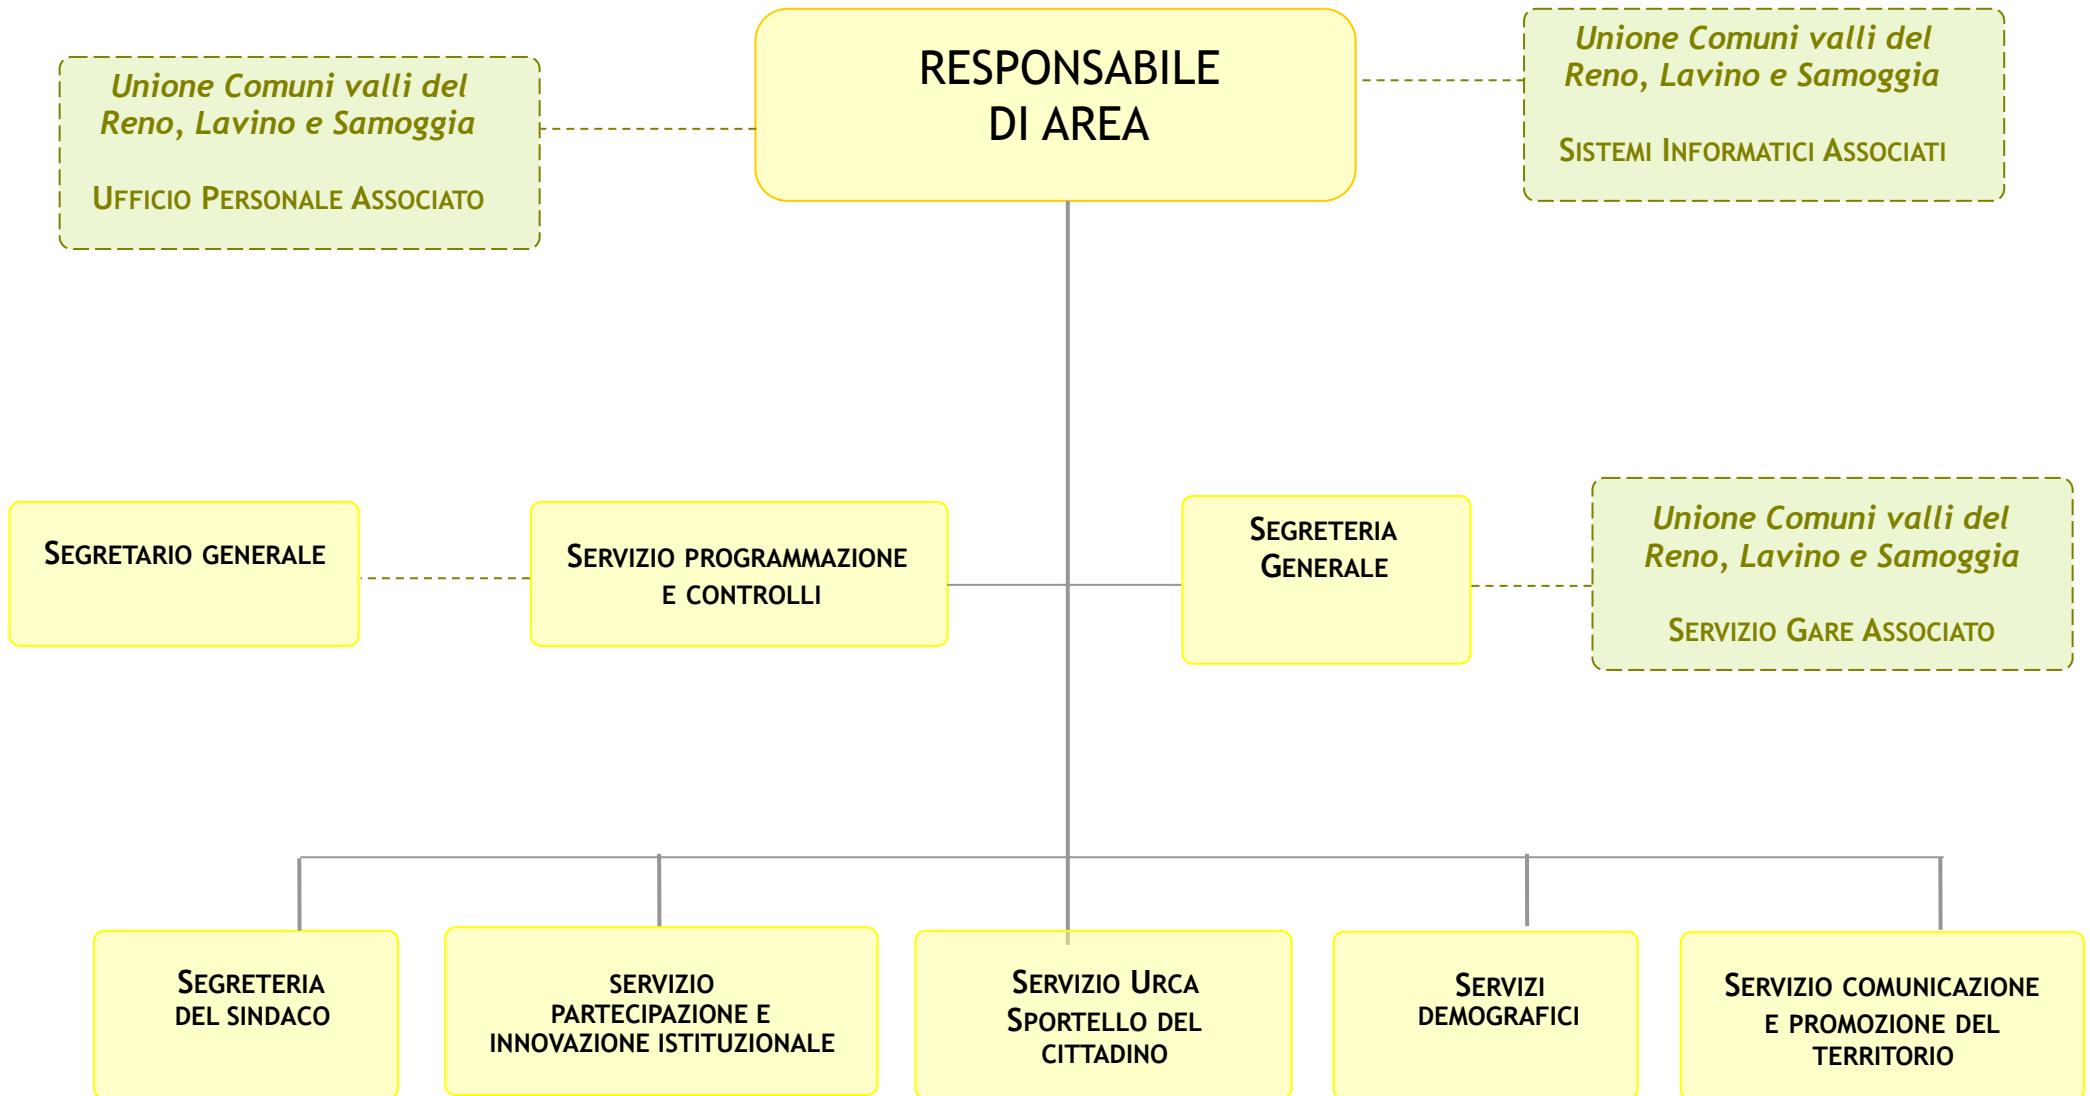 Unione Comuni valli del
Reno, Lavino e Samoggia
UFFICIO PERSONALE ASSOCIATO
RESPONSABILE
DI AREA
Unione Comuni valli del
Reno, Lavino e Samoggia
SISTEMI INFORMATICI ASSOCIATI
SEGRETARIO GENERALE
SERVIZIO PROGRAMMAZIONE
E CONTROLLI
SEGRETERIA
GENERALE
Unione Comuni valli del
Reno, Lavino e Samoggia
SERVIZIO GARE ASSOCIATO
SEGRETERIA
DEL SINDACO
SERVIZIO
PARTECIPAZIONE E
INNOVAZIONE ISTITUZIONALE
SERVIZIO URCA
SPORTELLO DEL
CITTADINO
SERVIZI
DEMOGRAFICI
SERVIZIO COMUNICAZIONE
E PROMOZIONE DEL
TERRITORIO